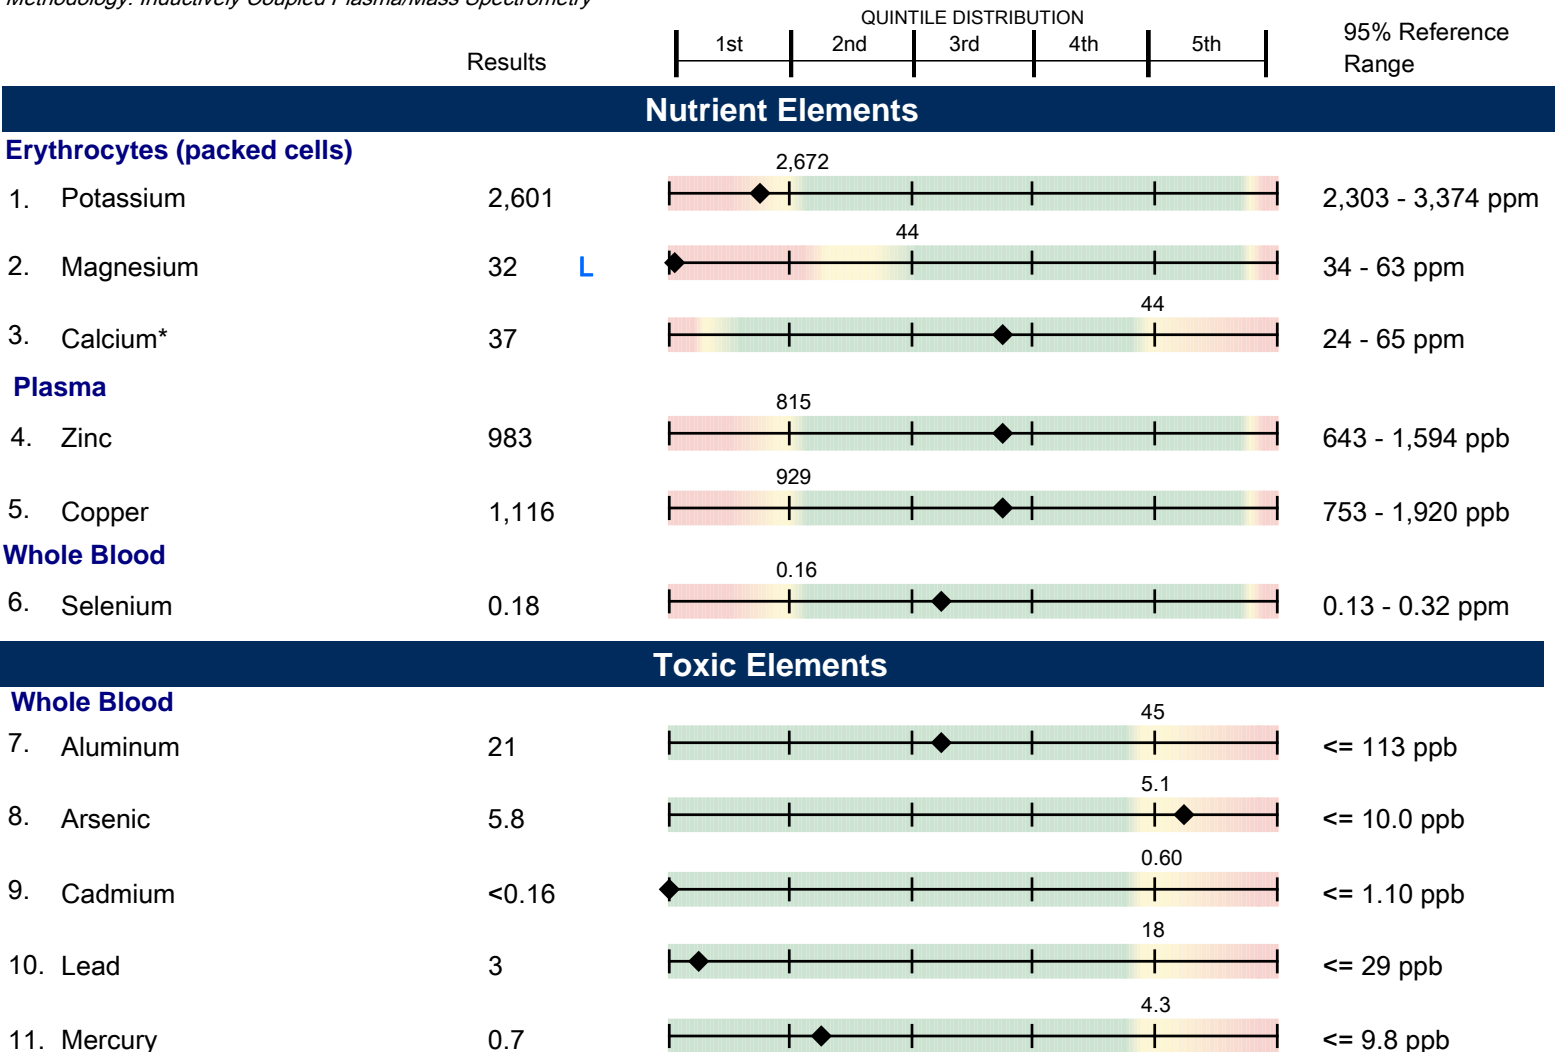 Methodology: Inductively Coupled Plasma/Mass Spectrometry
QUINTILE DISTRIBUTION
Results 1st 2nd 3rd 4th 5th 95% Reference
Range
Nutrient Elements
Erythrocytes (packed cells)
2,672
1. Potassium 2,601 2,303 - 3,374 ppm
44
2. Magnesium 32 L 34 - 63 ppm
44
3. Calcium* 37 24 - 65 ppm
Plasma
815
4. Zinc 983 643 - 1,594 ppb
929
5. Copper 1,116 753 - 1,920 ppb
Whole Blood
0.16
6. Selenium 0.18 0.13 - 0.32 ppm
Toxic Elements
Whole Blood
45
7. Aluminum 21 <= 113 ppb
5.1
8. Arsenic 5.8 <= 10.0 ppb
0.60
9. Cadmium <0.16 <= 1.10 ppb
18
10. Lead 3 <= 29 ppb
4.3
11. Mercury 0.7 <= 9.8 ppb